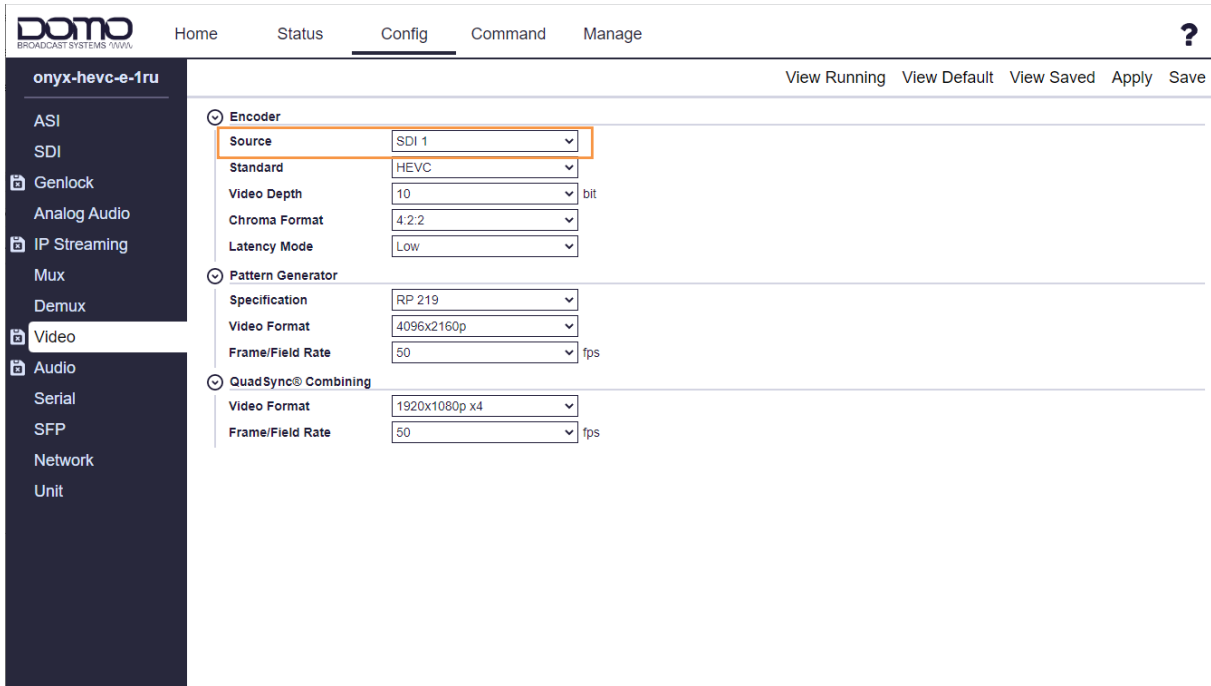 DOMO
BROADCAST SYSTEMS
Home Status Config Command Manage ?
onyx-hevc-e-1ru
View Running View Default View Saved Apply Save
ASI
SDI
Genlock
Analog Audio
IP Streaming
Mux
Demux
Video
Audio
Serial
SFP
Network
Unit
Encoder
Source SDI 1
Standard HEVC
Video Depth 10 bit
Chroma Format 4:2:2
Latency Mode Low
Pattern Generator
Specification RP 219
Video Format 4096x2160p
Frame/Field Rate 50 fps
QuadSync® Combining
Video Format 1920x1080p x4
Frame/Field Rate 50 fps